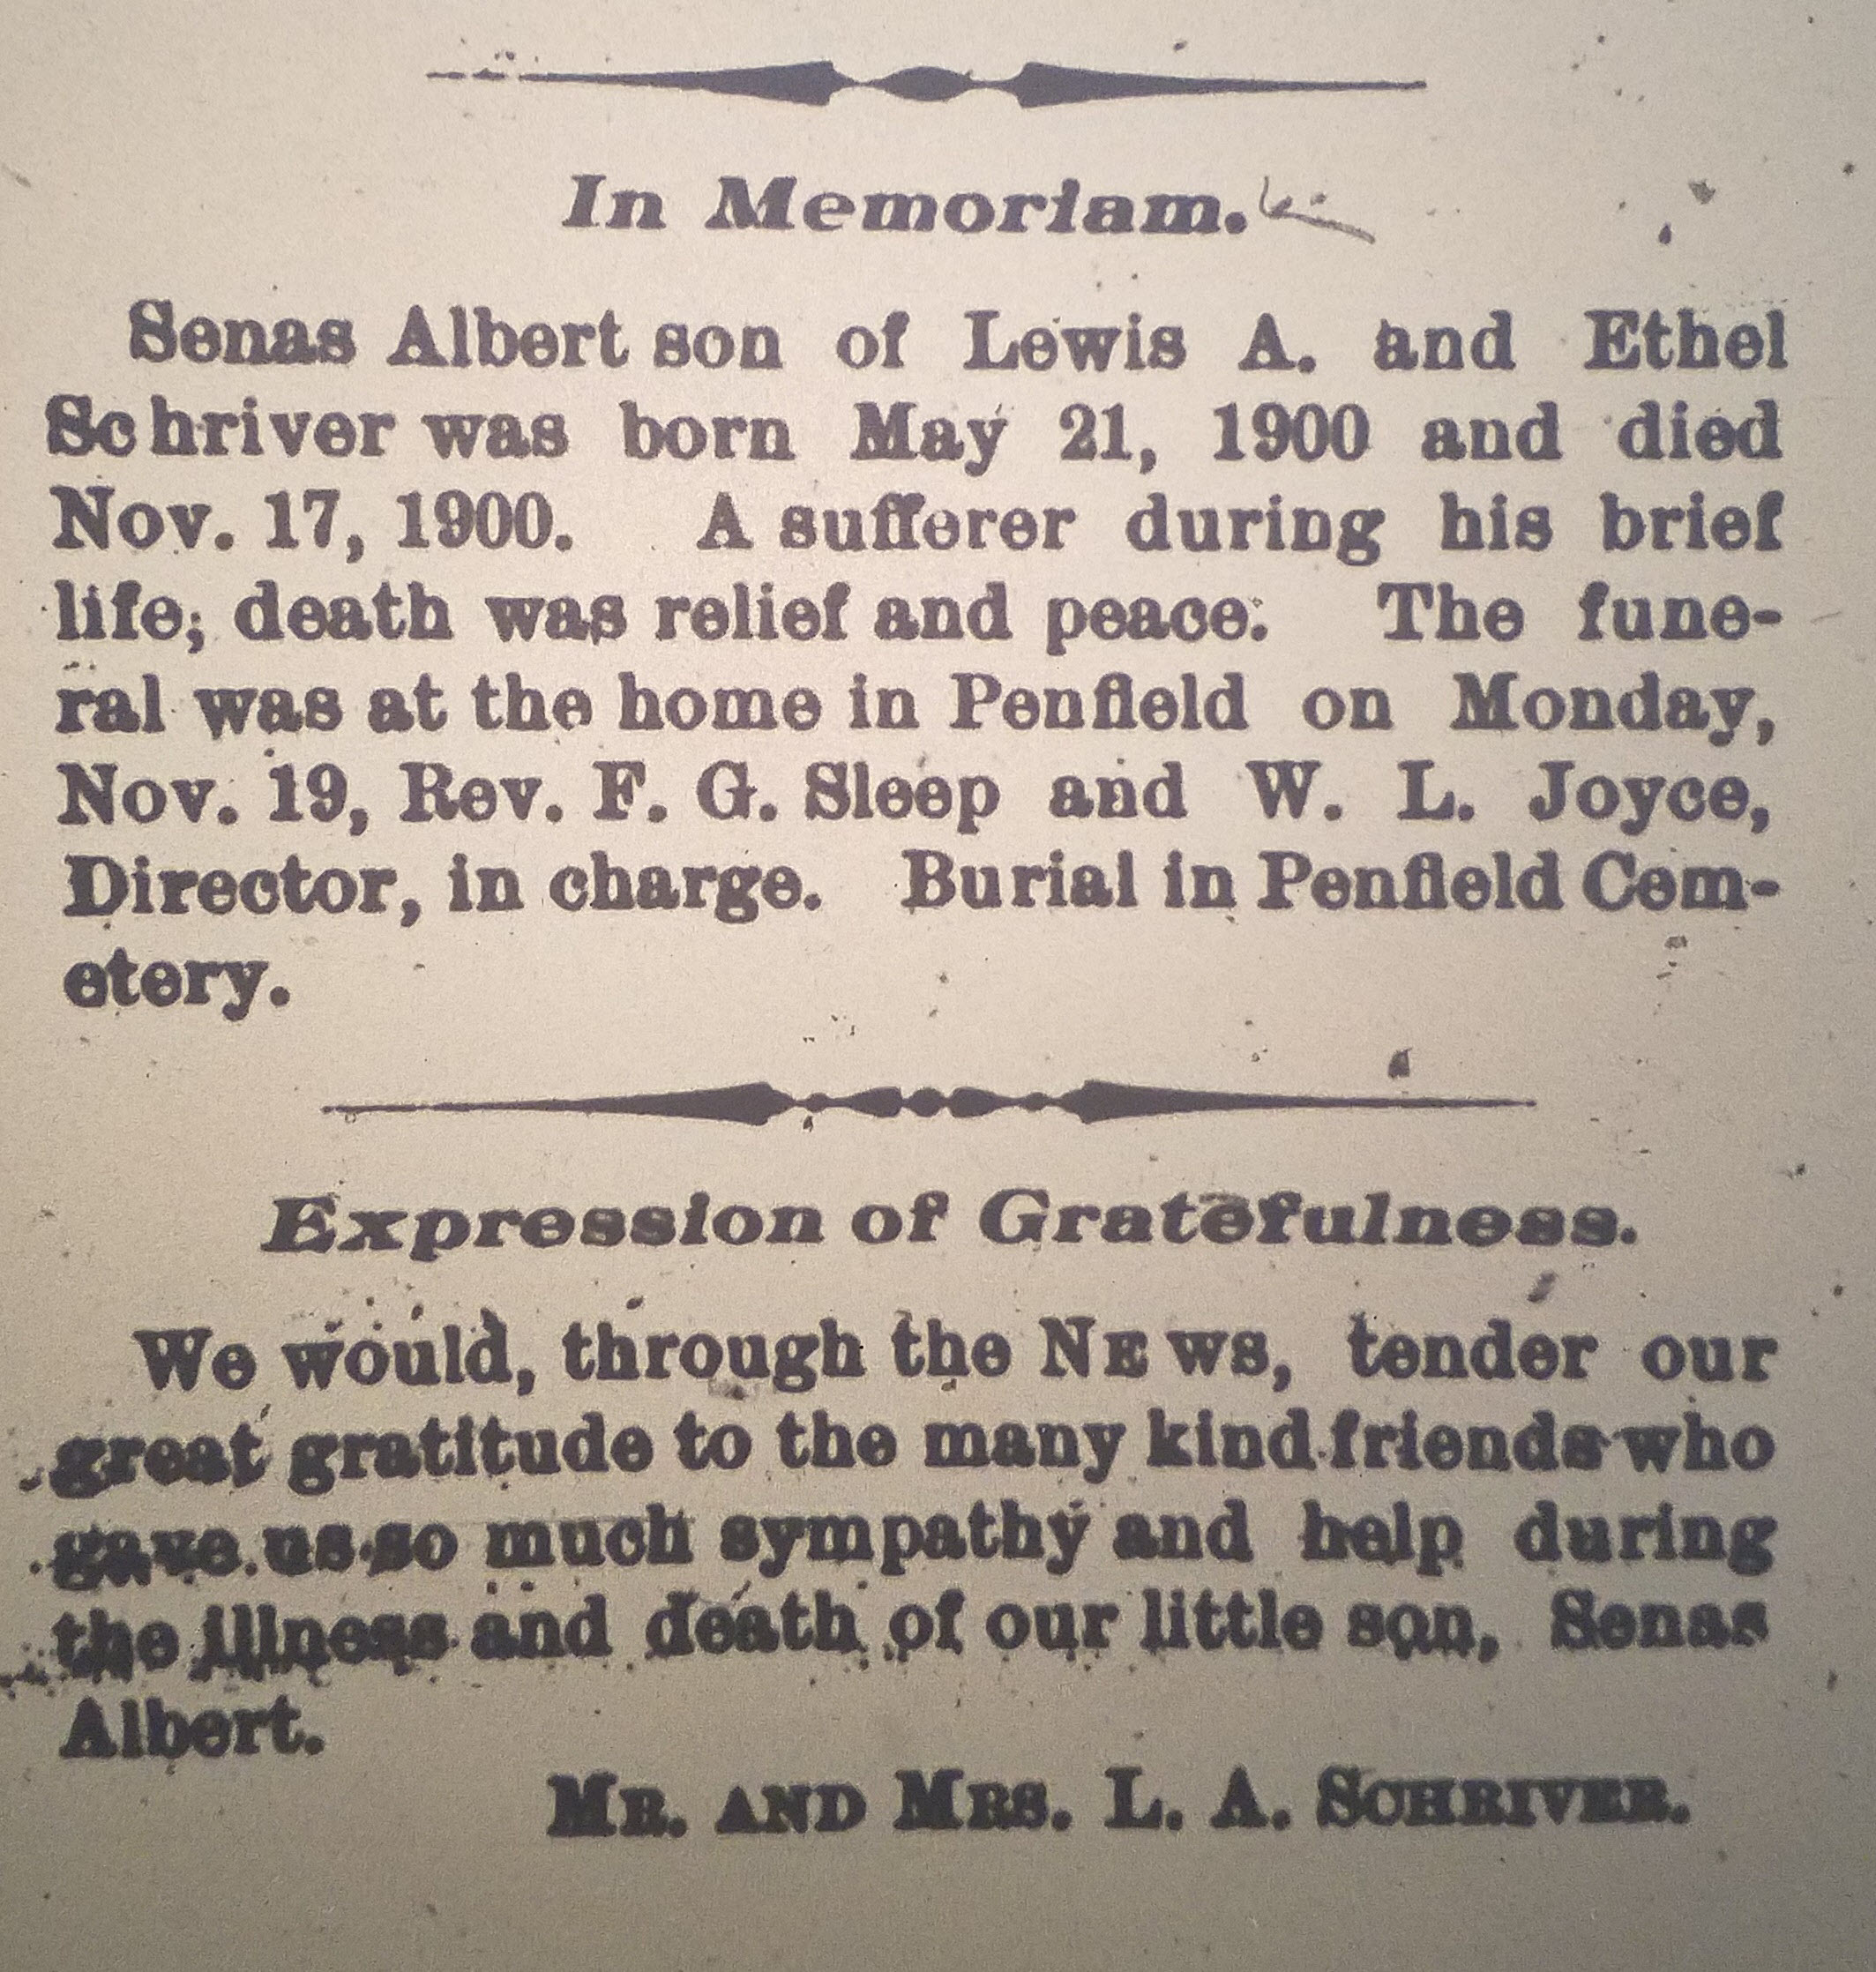 In Memoriam.
Senas Albert son of Lewis A. and Ethel
Schriver was born May 21, 1900 and died
Nov. 17, 1900. A sufferer during his brief
life; death was relief and peace. The fune-
ral was at the home in Penfield on Monday,
Nov. 19, Rev. F. G. Sleep and W. L. Joyce,
Director, in charge. Burial in Penfield Cem-
etery.
Expression of Gratefulness.
We would, through the NEWS, tender our
great gratitude to the many kind friends who
gave us so much sympathy and help during
the illness and death of our little son, Senas
Albert.
MR. AND MRS. L. A. SCHRIVER.